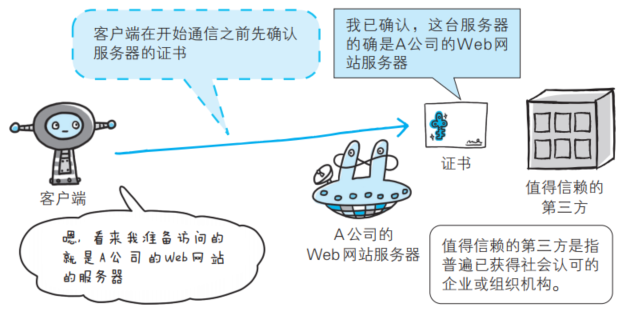 客户端在开始通信之前先确认
服务器的证书
我已确认，这台服务器
的确是A公司的Web网
站服务器
客户端
证书
值得信赖的
第三方
A公司的
Web网站服务器
嗯，看来我准备访问的
就是A公司的Web网站
的服务器
值得信赖的第三方是指
普遍已获得社会认可的
企业或组织机构。